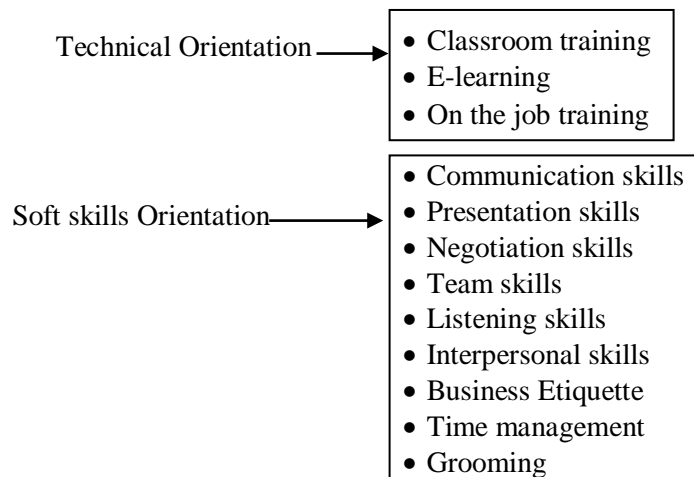 Technical Orientation
• Classroom training
• E-learning
• On the job training
Soft skills Orientation
• Communication skills
• Presentation skills
• Negotiation skills
• Team skills
• Listening skills
• Interpersonal skills
• Business Etiquette
• Time management
• Grooming